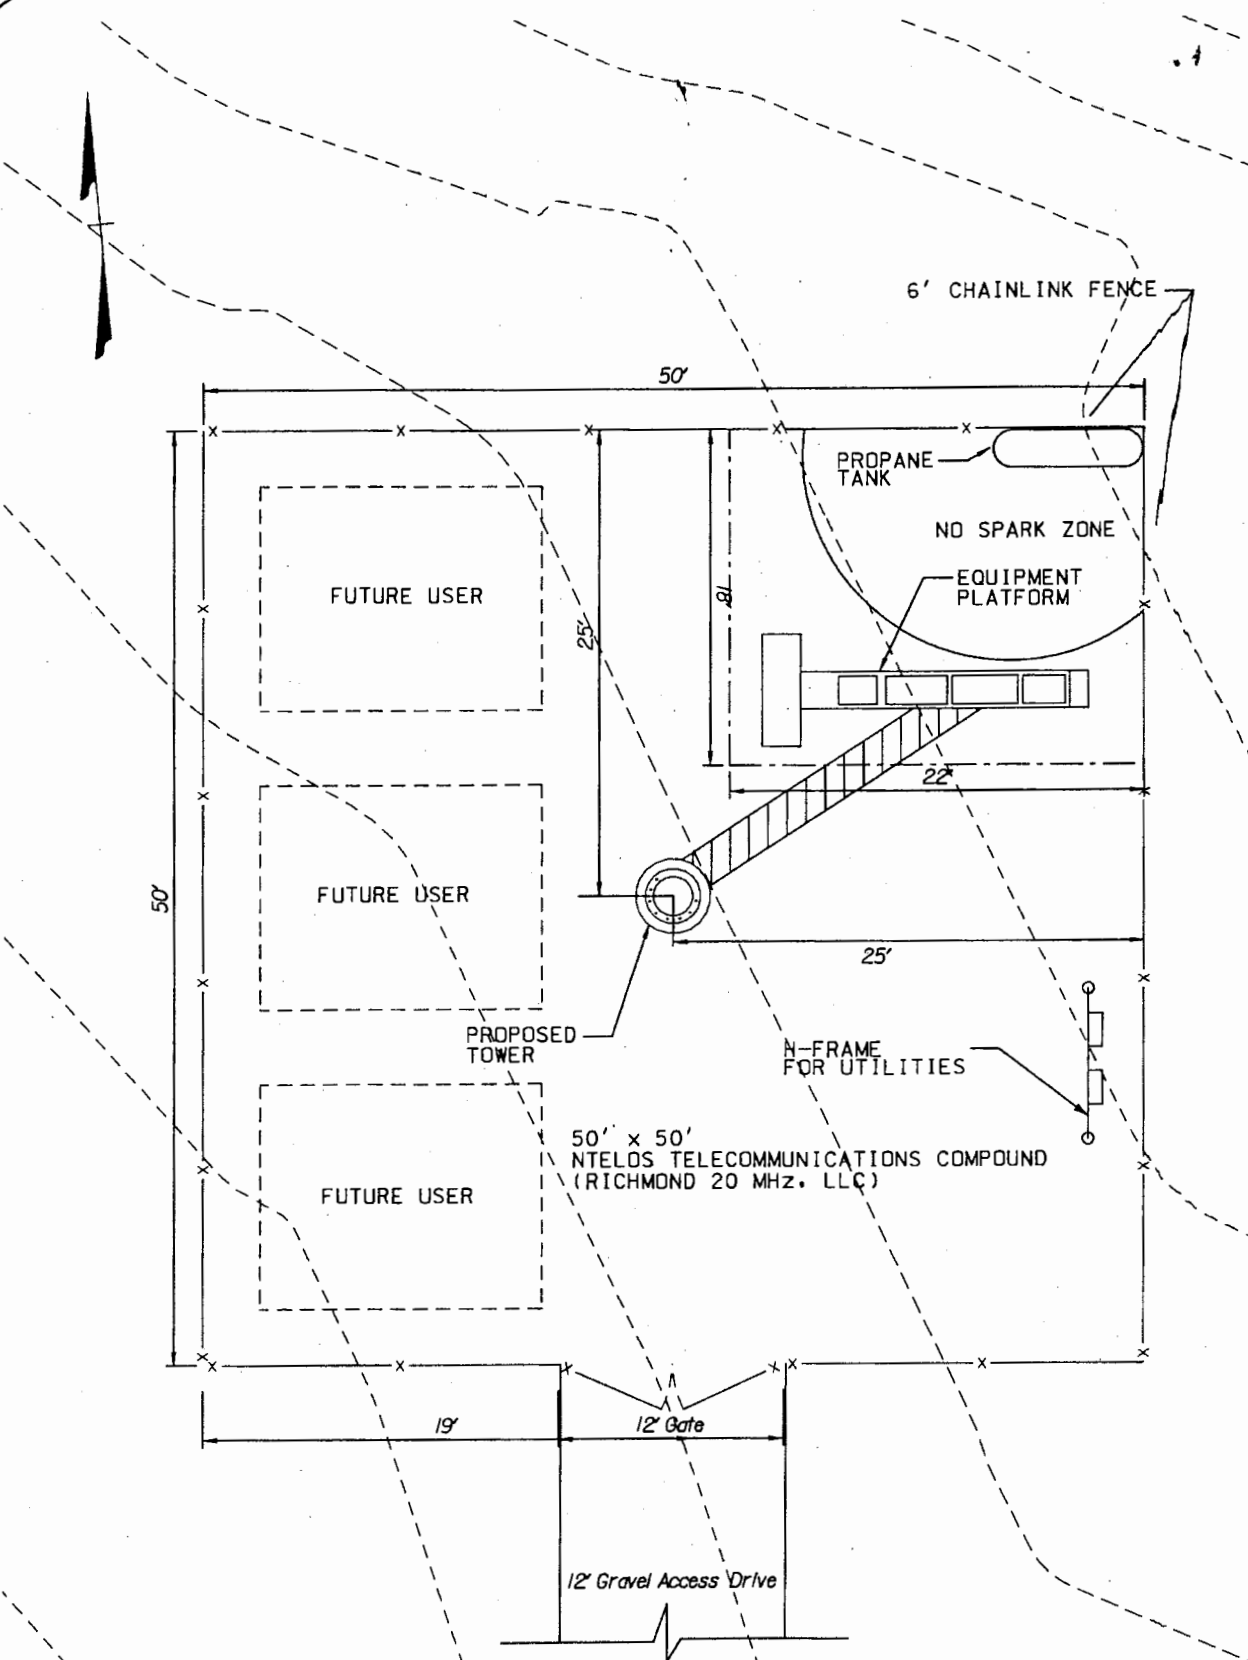 6' CHAINLINK FENCE
50'
PROPANE
TANK
NO SPARK ZONE
EQUIPMENT
PLATFORM
FUTURE USER
25'
18'
22'
50'
FUTURE USER
25'
PROPOSED
TOWER
H-FRAME
FOR UTILITIES
50' x 50'
NTELOS TELECOMMUNICATIONS COMPOUND
(RICHMOND 20 MHz. LLC)
FUTURE USER
19'
12' Gate
12' Gravel Access Drive